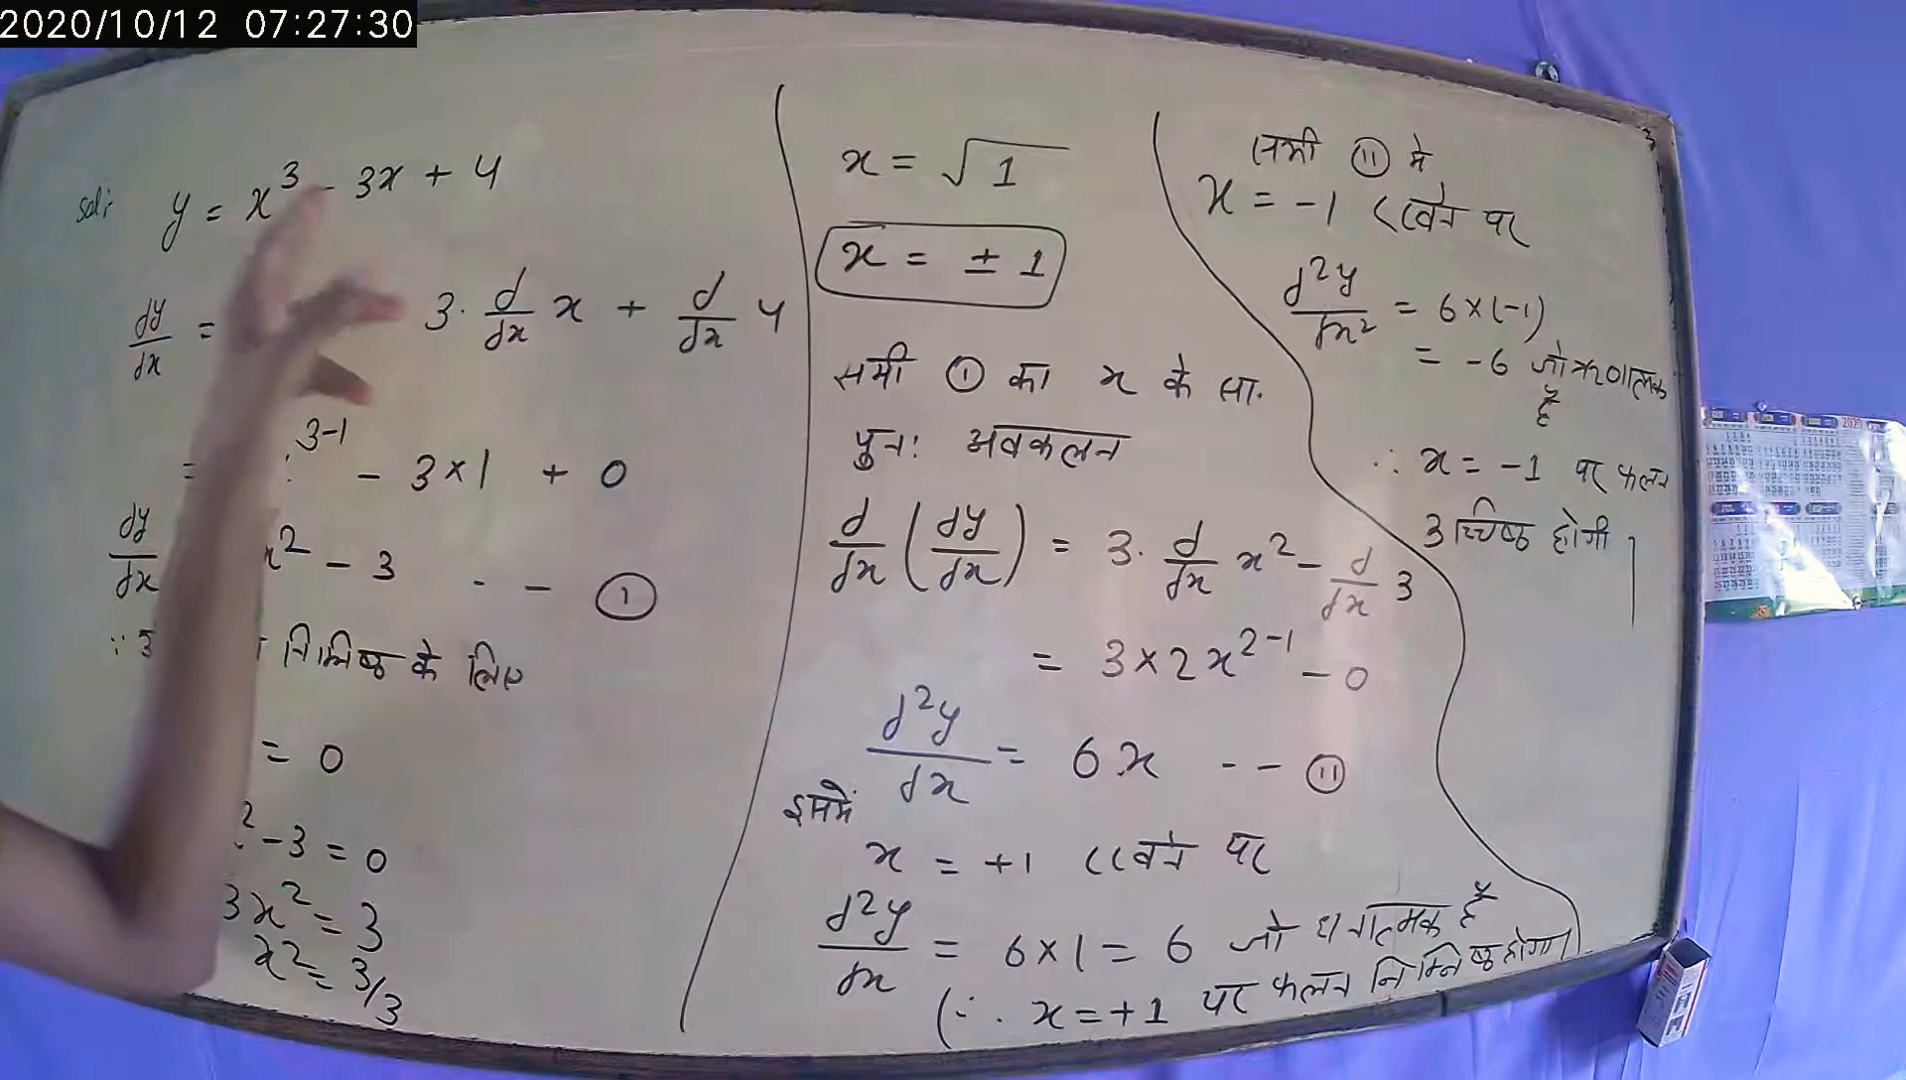 2020/10/12 07:27:30
sol:- y = x³ - 3x + 4
dy/dx = 3. d/dx x + d/dx 4
= 3-1 - 3×1 + 0
dy/dx x² - 3 - - ①
∵ निम्निष्ठ के लिए
= 0
² - 3 = 0
3x² = 3
x² = 3/3
x = √1
x = ± 1
समी ① का x के सा.
पुनः अवकलन
d/dx (dy/dx) = 3. d/dx x² - d/dx 3
= 3×2x²⁻¹ - 0
d²y/dx = 6x - - ⑪
इसमें
x = +1 रखने पर
d²y/dx = 6×1 = 6 जो धनात्मक है
(∴ x = +1 पर फलन निम्निष्ठ होगा।
समी ⑪ मे
x = -1 रखने पर
d²y/dx² = 6×(-1)
= -6 जो ऋणात्मक
है
∴ x = -1 पर फलन
उच्चिष्ठ होगी।